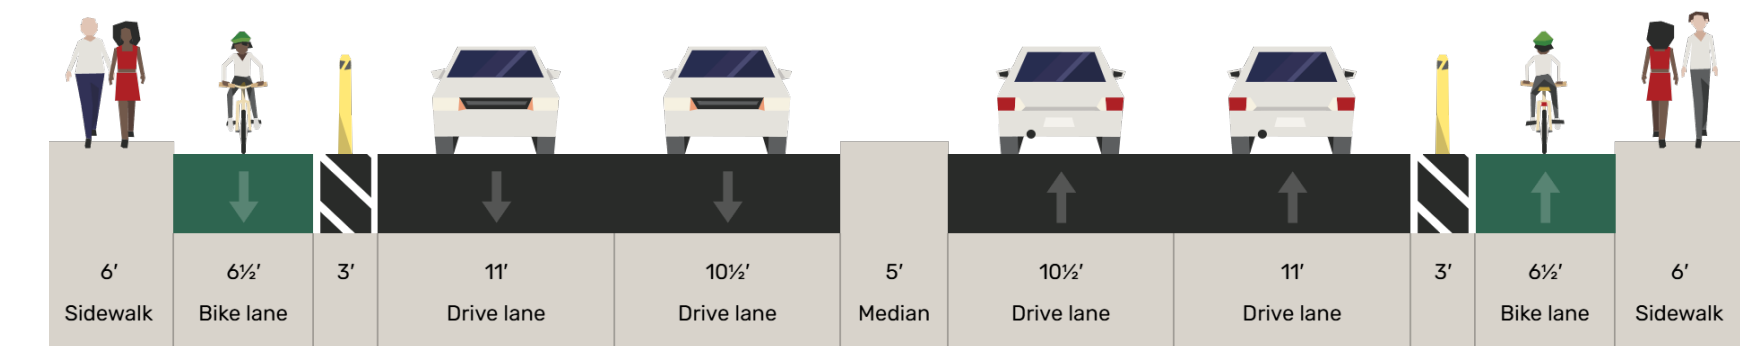 6′ 6½′ 3′ 11′ 10½′ 5′ 10½′ 11′ 3′ 6½′ 6′
Sidewalk Bike lane Drive lane Drive lane Median Drive lane Drive lane Bike lane Sidewalk